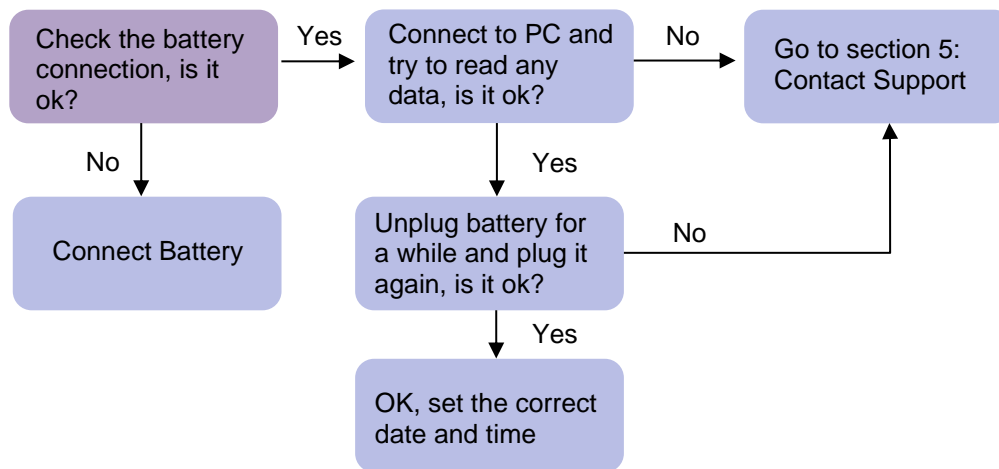 Check the battery
connection, is it
ok?
Yes
Connect to PC and
try to read any
data, is it ok?
No
Go to section 5:
Contact Support
No
Yes
Connect Battery
Unplug battery for
a while and plug it
again, is it ok?
No
Yes
OK, set the correct
date and time